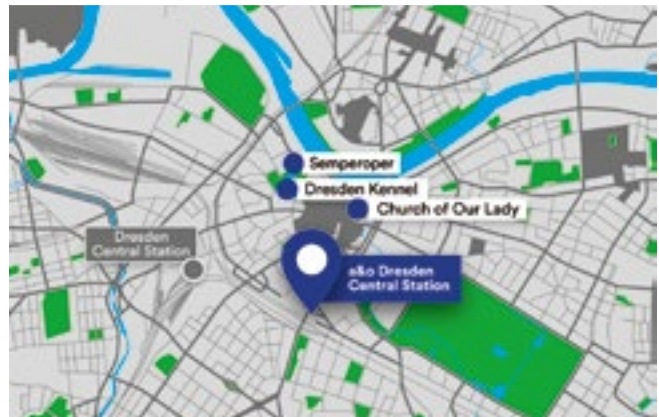 Semperoper
Dresden Kennel
Church of Our Lady
Dresden
Central Station
a&o Dresden
Central Station